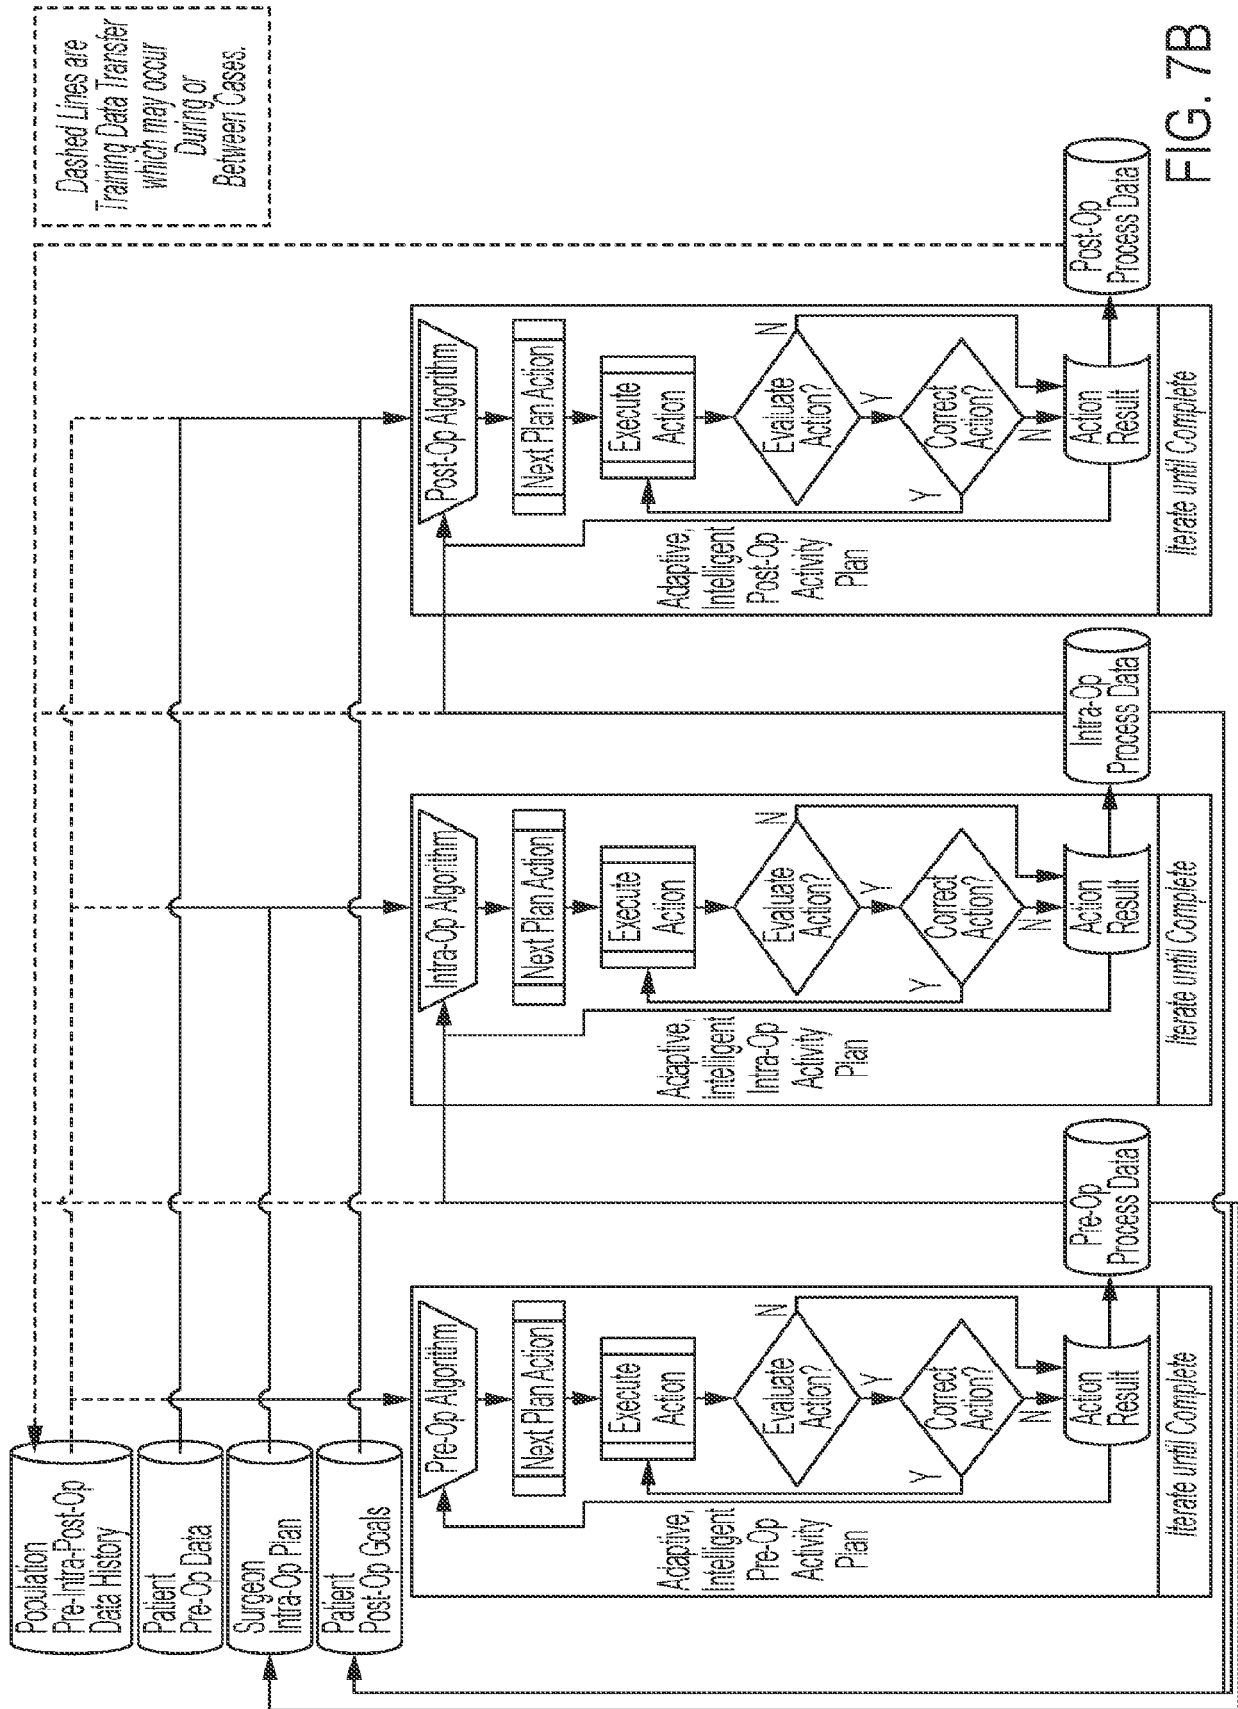 Population
Pre-Intra-Post-Op
Data History
Patient
Pre-Op Data
Surgeon
Intra-Op Plan
Patient
Post-Op Goals
Dashed Lines are
Training Data Transfer
which may occur
During or
Between Cases.
Pre-Op Algorithm
Next Plan Action
Execute
Action
Evaluate
Action?
N
Y
Correct
Action?
Y
N
Action
Result
Adaptive,
Intelligent
Pre-Op
Activity
Plan
Iterate until Complete
Pre-Op
Process Data
Intra-Op Algorithm
Next Plan Action
Execute
Action
Evaluate
Action?
N
Y
Correct
Action?
Y
N
Action
Result
Adaptive,
Intelligent
Intra-Op
Activity
Plan
Iterate until Complete
Intra-Op
Process Data
Post-Op Algorithm
Next Plan Action
Execute
Action
Evaluate
Action?
N
Y
Correct
Action?
Y
N
Action
Result
Adaptive,
Intelligent
Post-Op
Activity
Plan
Iterate until Complete
Post-Op
Process Data
FIG. 7B